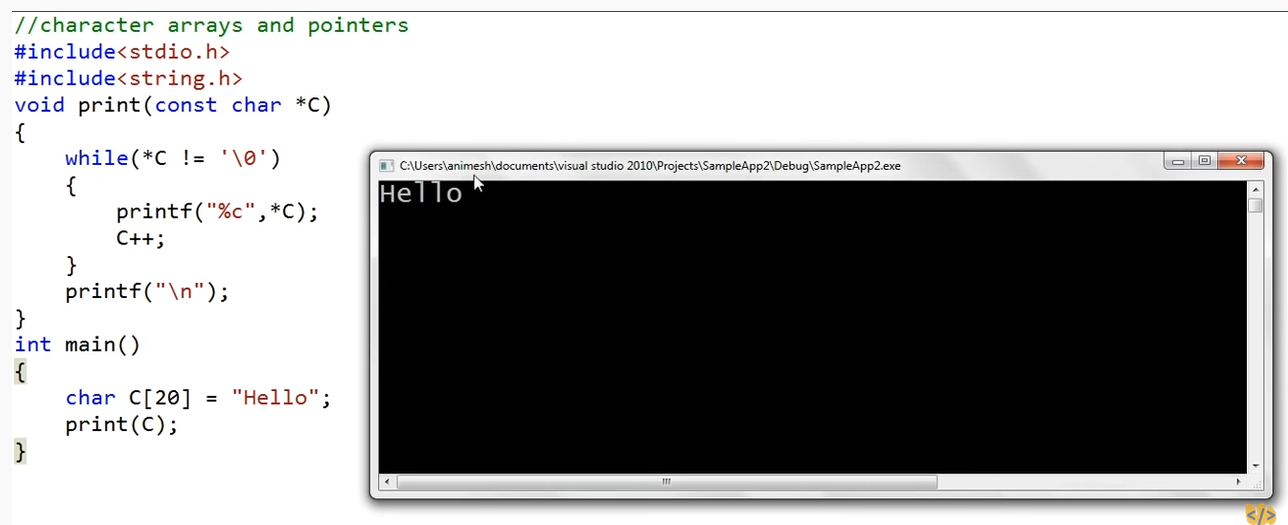 //character arrays and pointers
#include<stdio.h>
#include<string.h>
void print(const char *C)
{
    while(*C != '\0')
    {
        printf("%c",*C);
        C++;
    }
    printf("\n");
}
int main()
{
    char C[20] = "Hello";
    print(C);
}
C:\Users\animesh\documents\visual studio 2010\Projects\SampleApp2\Debug\SampleApp2.exe
Hello
</>